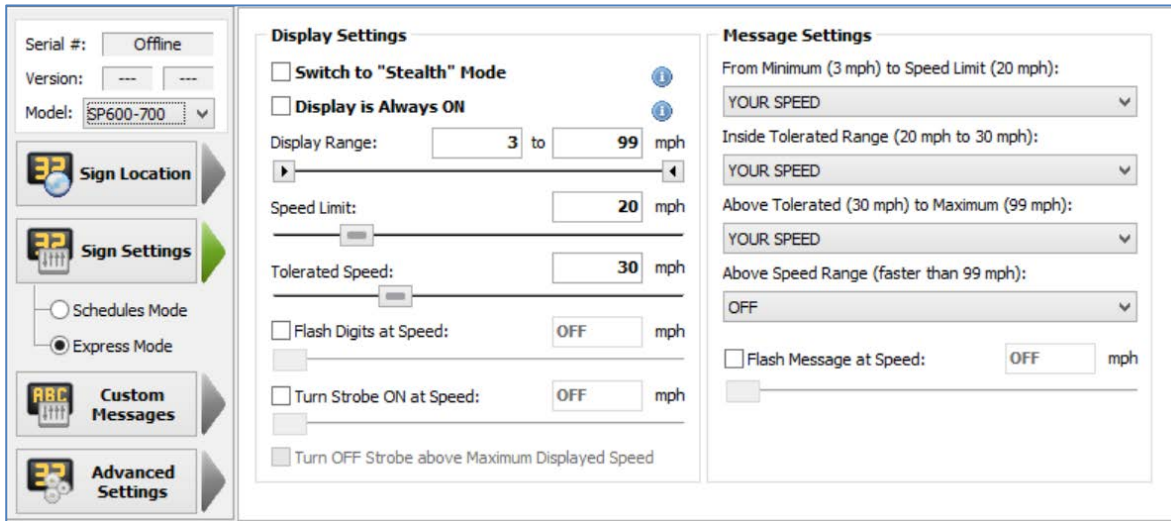 Serial #: Offline
Version: --- ---
Model: SP600-700
32 Sign Location
32 Sign Settings
Schedules Mode
Express Mode
ABC Custom
Messages
32 Advanced
Settings
Display Settings
Switch to "Stealth" Mode
Display is Always ON
Display Range: 3 to 99 mph
Speed Limit: 20 mph
Tolerated Speed: 30 mph
Flash Digits at Speed: OFF mph
Turn Strobe ON at Speed: OFF mph
Turn OFF Strobe above Maximum Displayed Speed
Message Settings
From Minimum (3 mph) to Speed Limit (20 mph):
YOUR SPEED
Inside Tolerated Range (20 mph to 30 mph):
YOUR SPEED
Above Tolerated (30 mph) to Maximum (99 mph):
YOUR SPEED
Above Speed Range (faster than 99 mph):
OFF
Flash Message at Speed: OFF mph